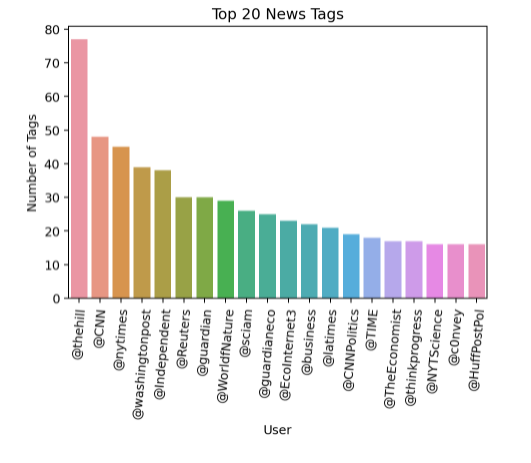 Top 20 News Tags
Number of Tags
80
70
60
50
40
30
20
10
0
@thehill
@CNN
@nytimes
@washingtonpost
@Independent
@Reuters
@guardian
@WorldfNature
@sciam
@guardianeco
@EcoInternet3
@business
@latimes
@CNNPolitics
@TIME
@TheEconomist
@thinkprogress
@NYTScience
@c0nvey
@HuffPostPol
User